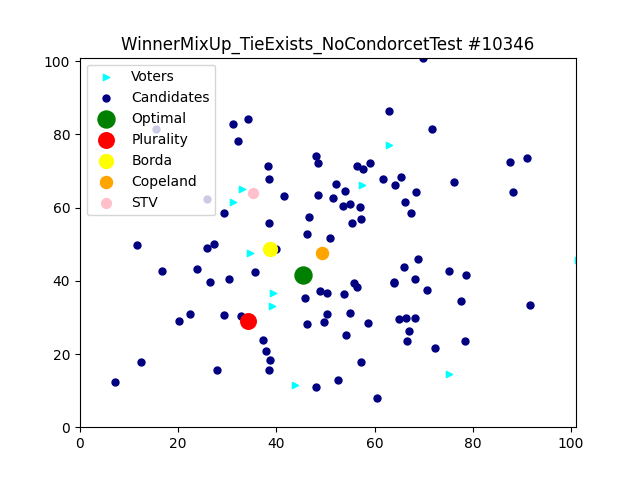 WinnerMixUp_TieExists_NoCondorcetTest #10346
Voters
Candidates
Optimal
Plurality
Borda
Copeland
STV
100
80
60
40
20
0
0 20 40 60 80 100